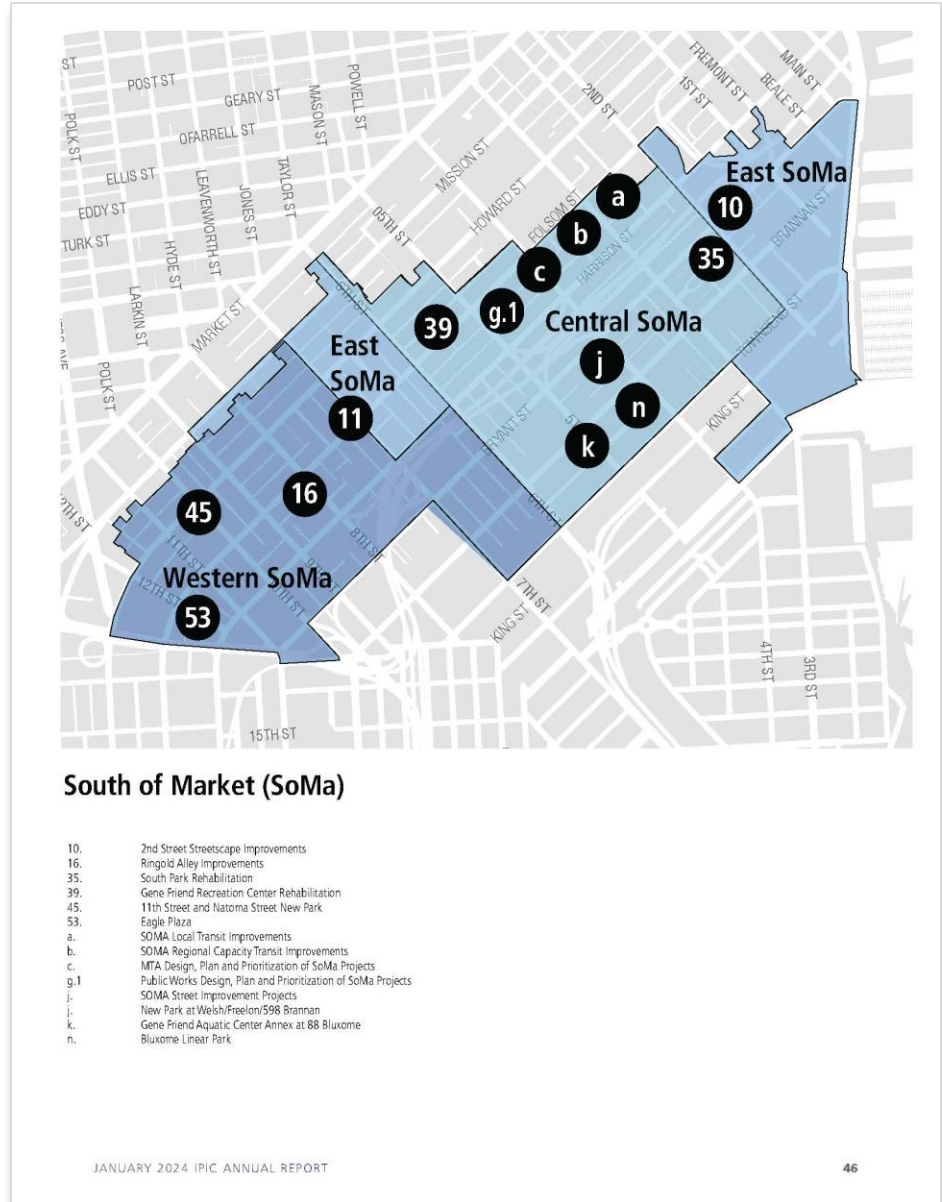 ST
POST ST
GEARY ST
OFARRELL ST
POWELL ST
MASON ST
POLK ST
ELLIS ST
EDDY ST
TURK ST
LEAVENWORTH ST
JONES ST
TAYLOR ST
HYDE ST
LARKIN ST
POLK ST
MARKET ST
05TH ST
MISSION ST
HOWARD ST
FOLSOM ST
2ND ST
1ST ST
FREMONT ST
MAIN ST
BEALE ST
HARRISON ST
BRANNAN ST
TOWNSEND ST
KING ST
6TH ST
BRYANT ST
6TH ST
7TH ST
KING ST
8TH ST
11TH ST
12TH ST
4TH ST
3RD ST
15TH ST
East SoMa
10
35
a
b
c
g.1
39
Central SoMa
j
n
k
East
SoMa
11
16
45
Western SoMa
53
South of Market (SoMa)
10. 2nd Street Streetscape Improvements
16. Ringold Alley Improvements
35. South Park Rehabilitation
39. Gene Friend Recreation Center Rehabilitation
45. 11th Street and Natoma Street New Park
53. Eagle Plaza
a. SOMA Local Transit Improvements
b. SOMA Regional Capacity Transit Improvements
c. MTA Design, Plan and Prioritization of SoMa Projects
g.1 Public Works Design, Plan and Prioritization of SoMa Projects
j. SOMA Street Improvement Projects
j. New Park at Welsh/Freelon/598 Brannan
k. Gene Friend Aquatic Center Annex at 88 Bluxome
n. Bluxome Linear Park
JANUARY 2024 IPIC ANNUAL REPORT
46